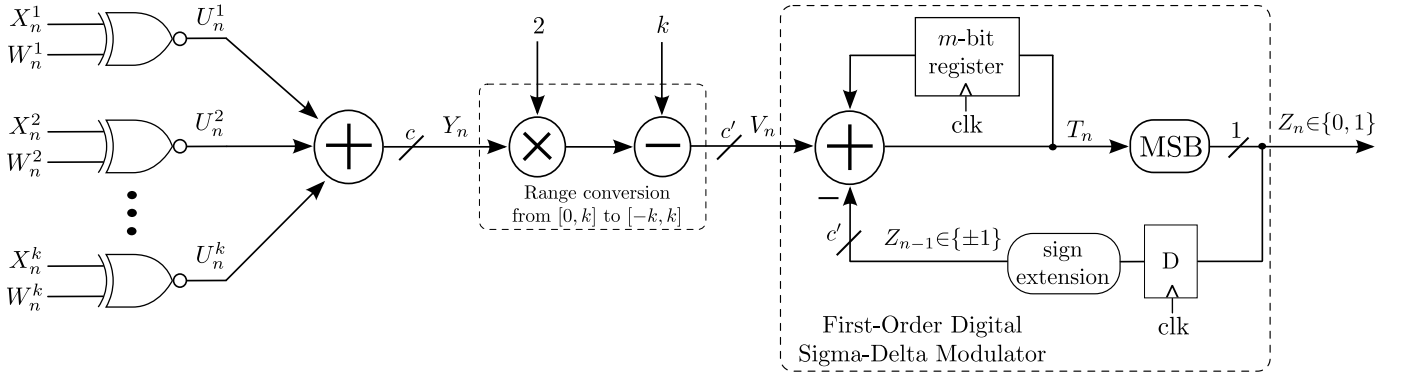 X_n^1
W_n^1
U_n^1
X_n^2
W_n^2
U_n^2
X_n^k
W_n^k
U_n^k
c
Y_n
2
k
Range conversion
from [0, k] to [−k, k]
c′
V_n
m-bit
register
clk
T_n
MSB
1
Z_n∈{0, 1}
c′
Z_{n−1}∈{±1}
sign
extension
D
clk
First-Order Digital
Sigma-Delta Modulator